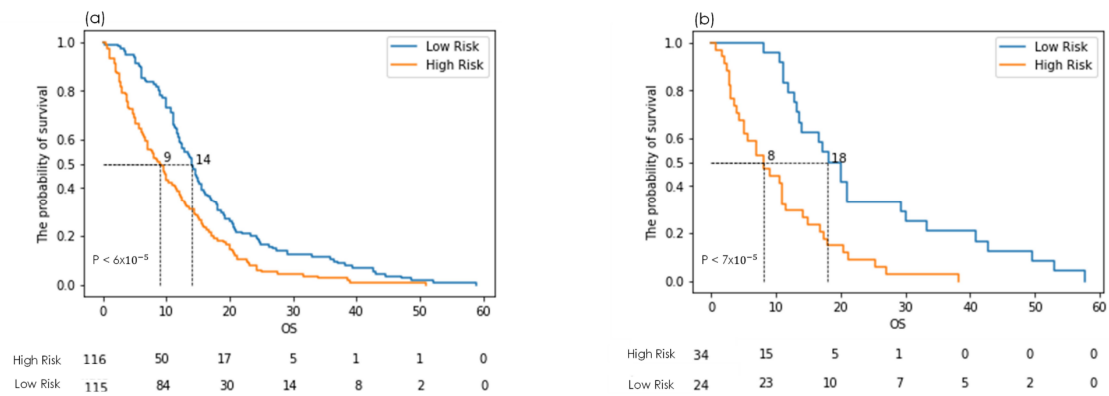 (a)
1.0
0.8
0.6
0.5
0.4
0.2
0.0
The probability of survival
Low Risk
High Risk
9
14
P < 6x10⁻⁵
0 10 20 30 40 50 60
OS
High Risk 116 50 17 5 1 1 0
Low Risk 115 84 30 14 8 2 0
(b)
1.0
0.8
0.6
0.5
0.4
0.2
0.0
The probability of survival
Low Risk
High Risk
8
18
P < 7x10⁻⁵
0 10 20 30 40 50 60
OS
High Risk 34 15 5 1 0 0 0
Low Risk 24 23 10 7 5 2 0